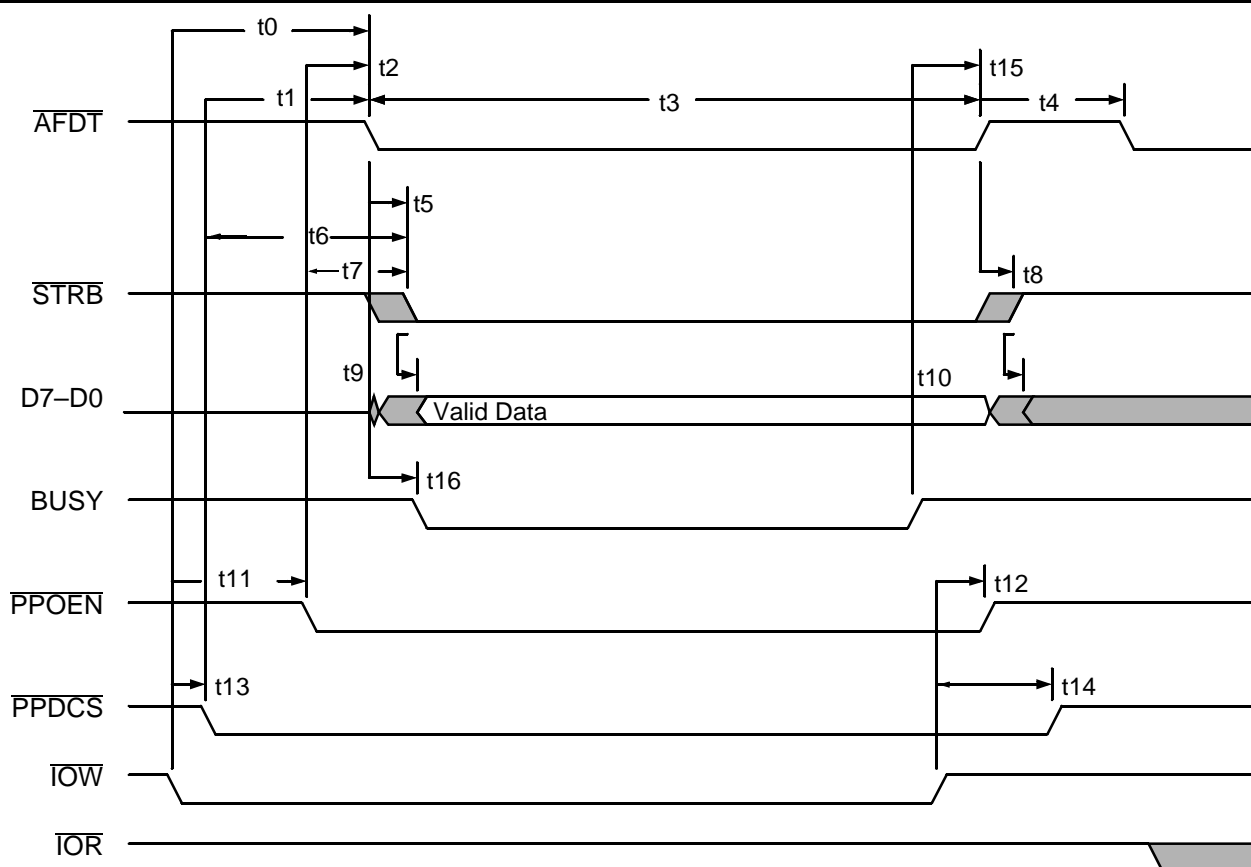 t0
t2
t15
t1
t3
t4
AFDT
t5
t6
t7
t8
STRB
t9
t10
D7–D0
Valid Data
t16
BUSY
t11
t12
PPOEN
t13
t14
PPDCS
IOW
IOR